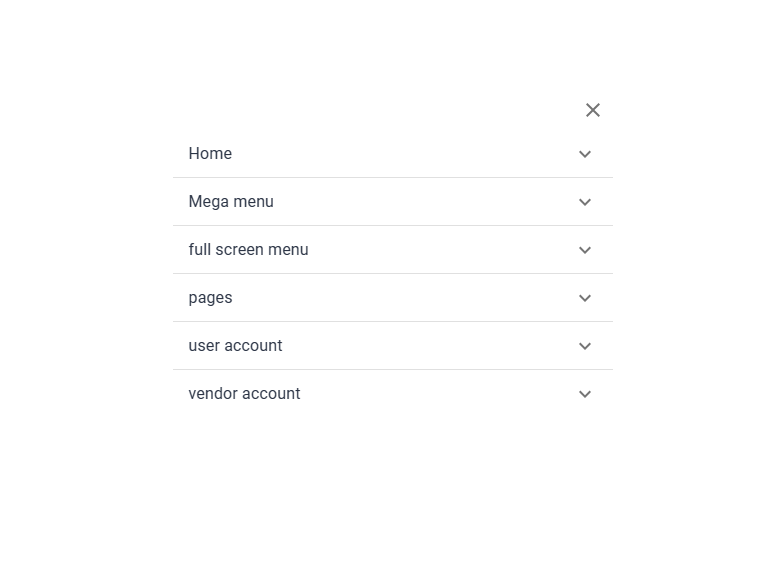 Home
Mega menu
full screen menu
pages
user account
vendor account